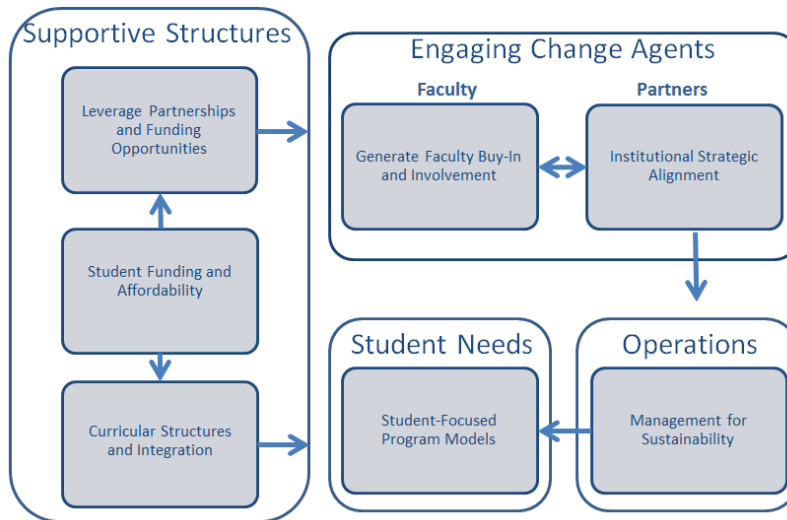 Supportive Structures
Leverage Partnerships
and Funding
Opportunities
Student Funding and
Affordability
Curricular Structures
and Integration
Engaging Change Agents
Faculty
Partners
Generate Faculty Buy-In
and Involvement
Institutional Strategic
Alignment
Student Needs
Student-Focused
Program Models
Operations
Management for
Sustainability